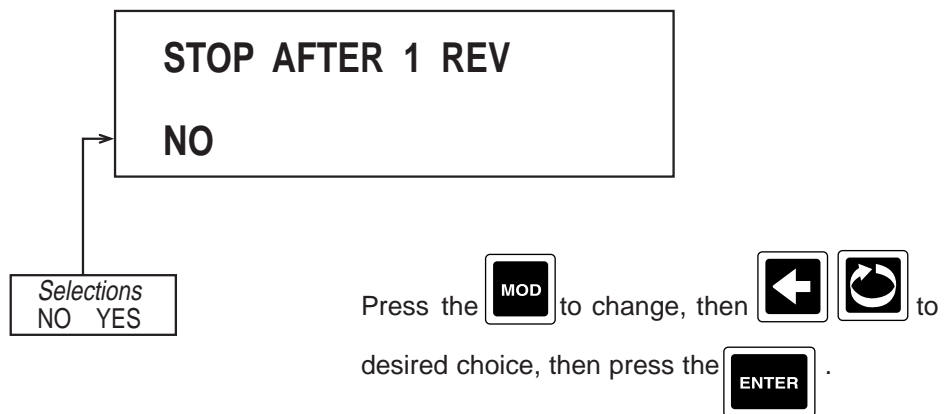 STOP AFTER 1 REV
NO
Selections
NO YES
Press the MOD to change, then to
desired choice, then press the ENTER .